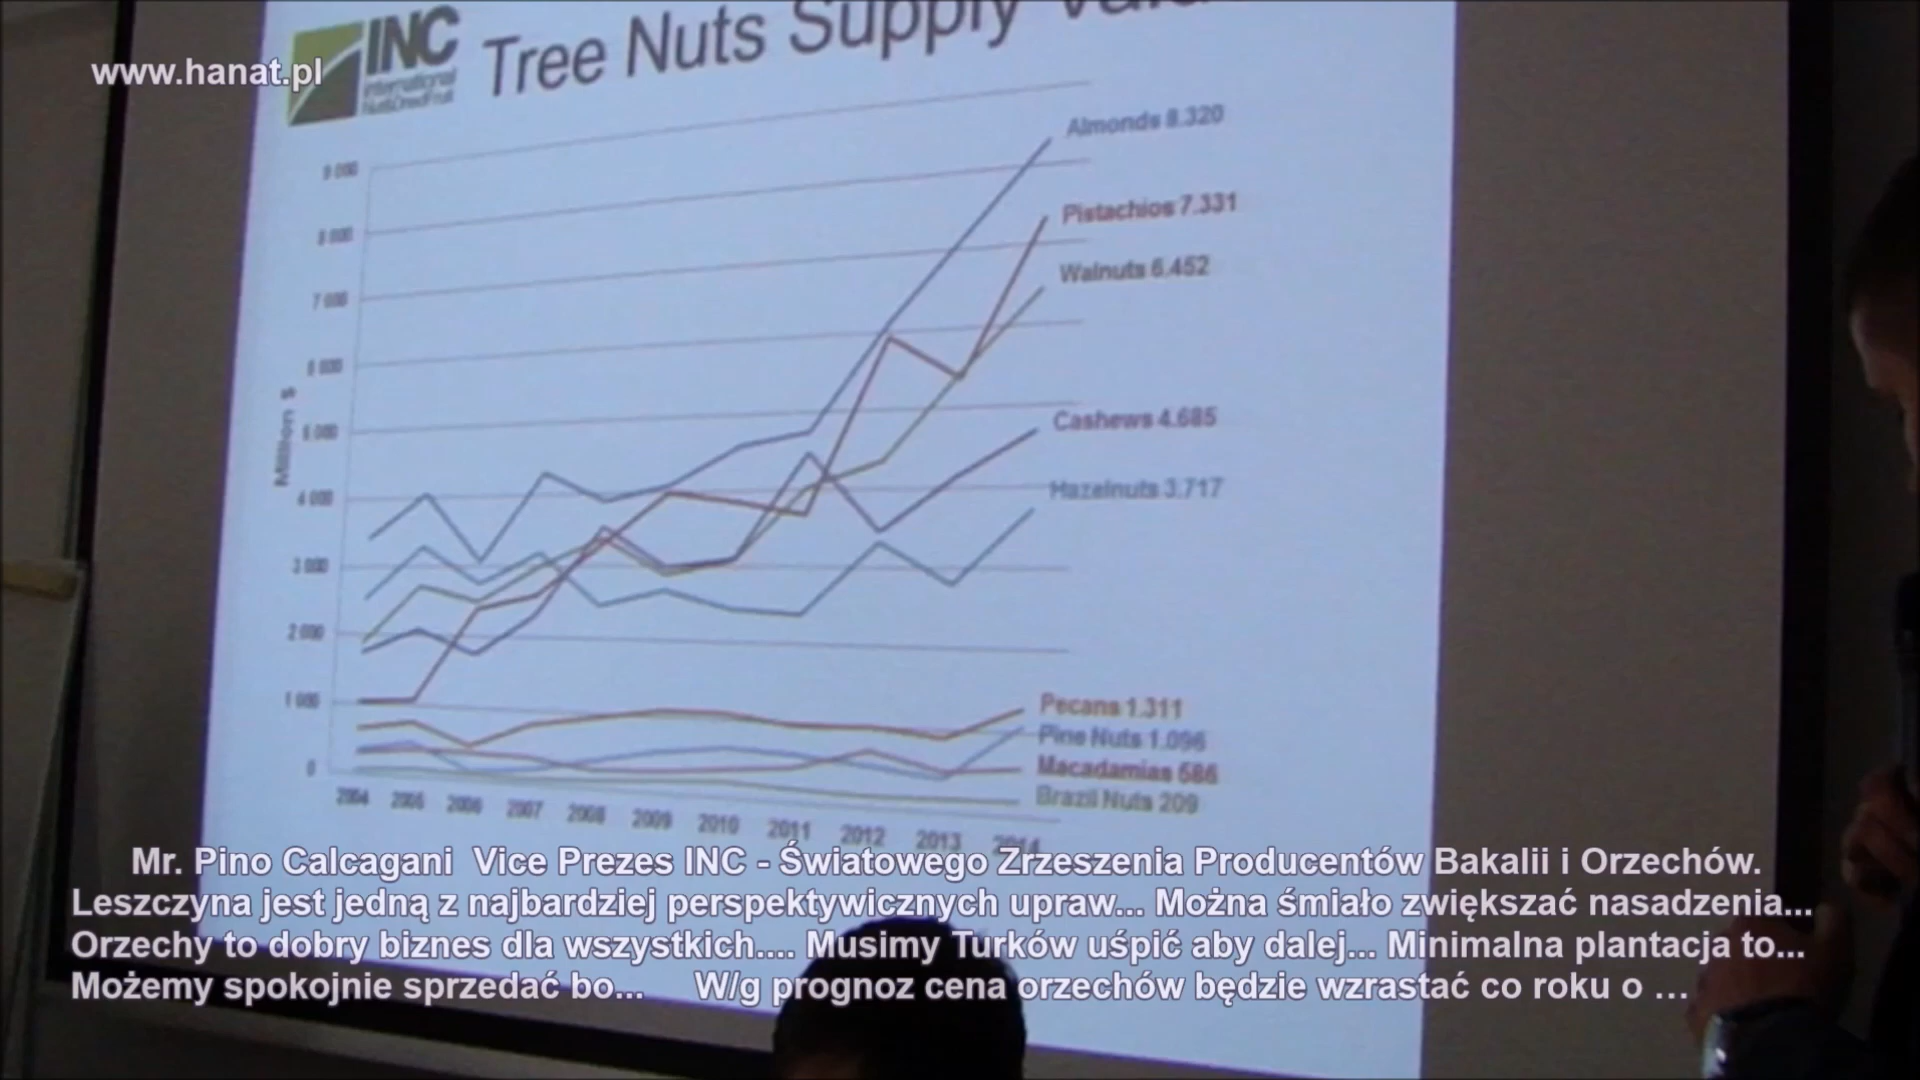 www.hanat.pl
INC
International
Nut&DriedFruit
Tree Nuts Supply
Million $
9 000
8 000
7 000
6 000
5 000
4 000
3 000
2 000
1 000
0
Almonds 8.320
Pistachios 7.331
Walnuts 6.452
Cashews 4.685
Hazelnuts 3.717
Pecans 1.311
Pine Nuts 1.096
Macadamias 586
Brazil Nuts 209
2004 2005 2006 2007 2008 2009 2010 2011 2012 2013 2014
Mr. Pino Calcagani Vice Prezes INC - Światowego Zrzeszenia Producentów Bakalii i Orzechów.
Leszczyna jest jedną z najbardziej perspektywicznych upraw... Można śmiało zwiększać nasadzenia...
Orzechy to dobry biznes dla wszystkich.... Musimy Turków uśpić aby dalej... Minimalna plantacja to...
Możemy spokojnie sprzedać bo... W/g prognoz cena orzechów będzie wzrastać co roku o ...